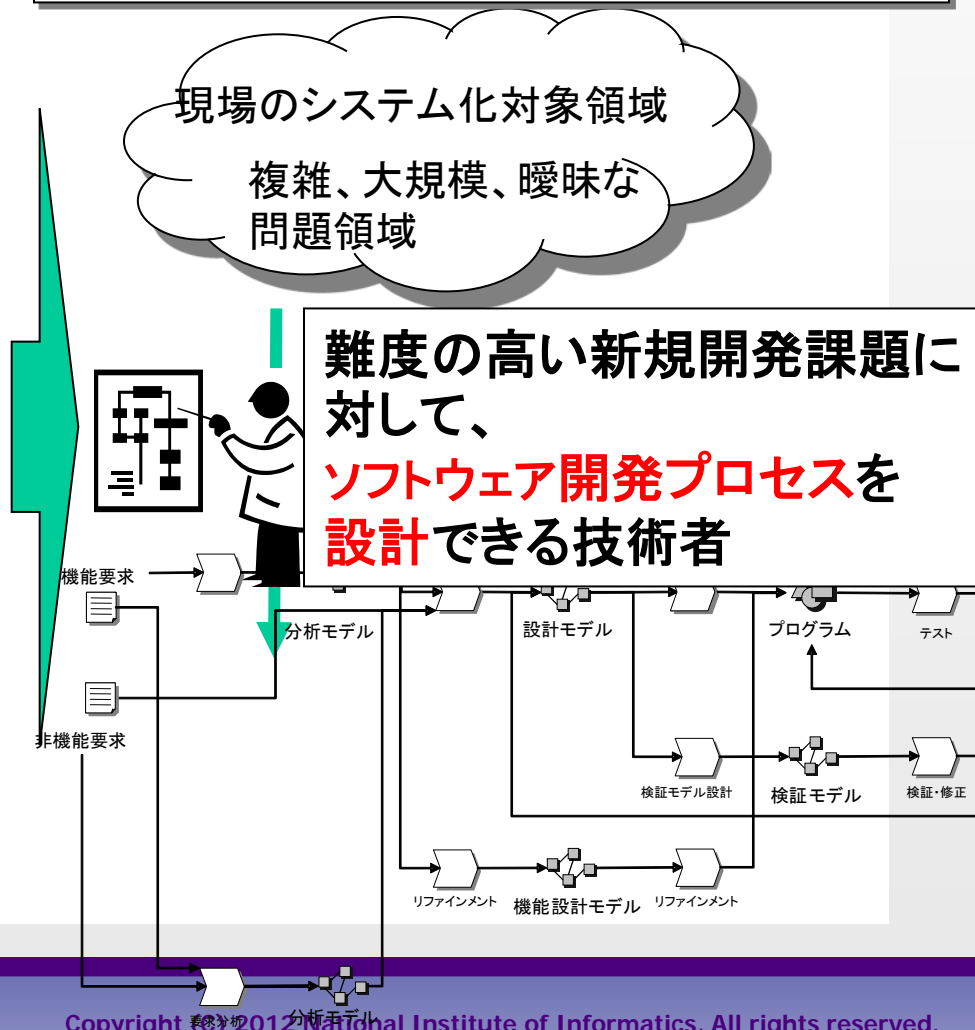 現場のシステム化対象領域
複雑、大規模、曖昧な
問題領域
難度の高い新規開発課題に
対して、
ソフトウェア開発プロセスを
設計できる技術者
機能要求
分析モデル
設計モデル
プログラム
テスト
非機能要求
検証モデル設計
検証モデル
検証・修正
リファインメント
機能設計モデル
リファインメント
要求分析
分析モデル
Copyright (C) 2012 National Institute of Informatics. All rights reserved.